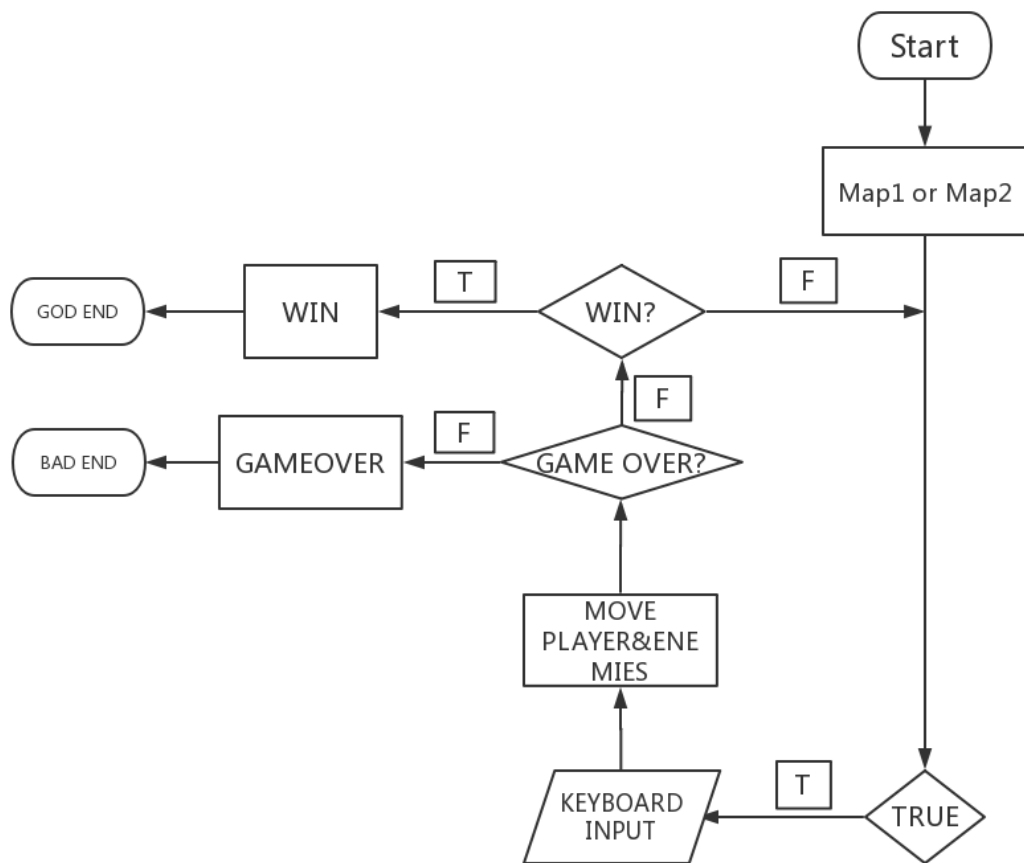 Start
Map1 or Map2
GOD END
WIN
T
WIN?
F
F
BAD END
GAMEOVER
F
GAME OVER?
MOVE
PLAYER&ENE
MIES
KEYBOARD
INPUT
T
TRUE